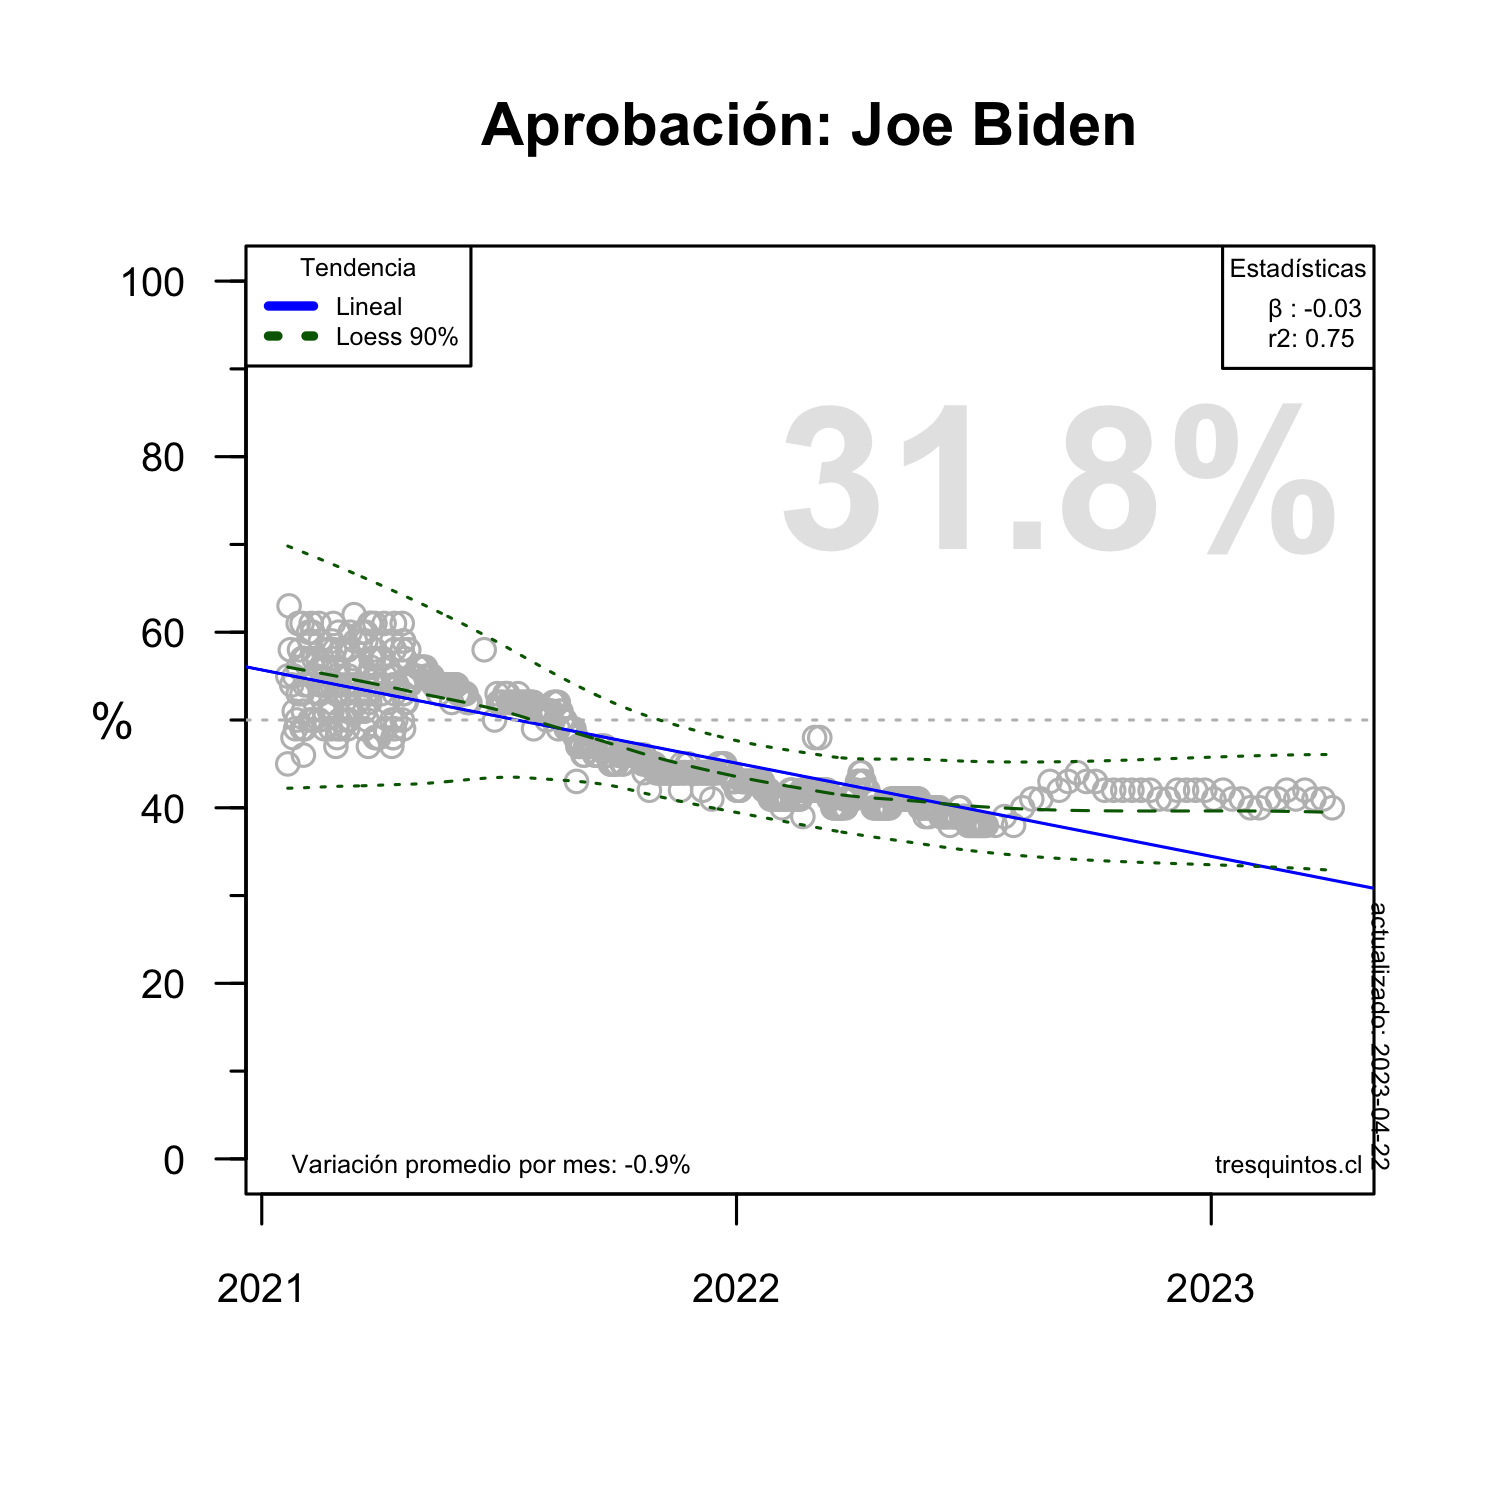 Aprobación: Joe Biden
Tendencia
Lineal
Loess 90%
Estadísticas
β : -0.03
r2: 0.75
31.8%
100
80
60
%
40
20
0
actualizado: 2023-04-22
Variación promedio por mes: -0.9%
tresquintos.cl
2021
2022
2023